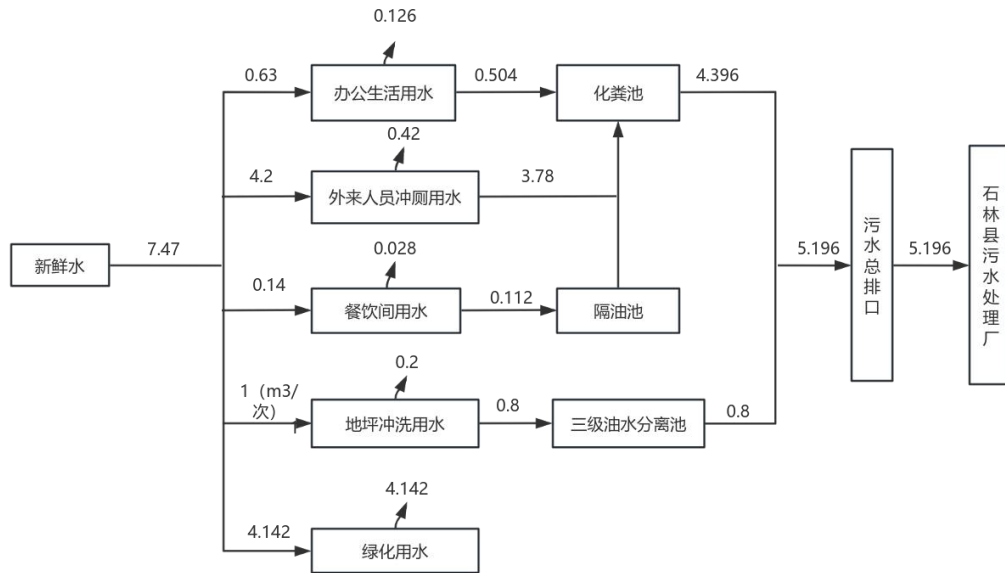 0.126
0.63
办公生活用水
0.504
化粪池
4.396
0.42
4.2
外来人员冲厕用水
3.78
新鲜水
7.47
0.028
0.14
餐饮间用水
0.112
隔油池
5.196
污水总排口
5.196
石林县污水处理厂
0.2
1（m3/
次）
地坪冲洗用水
0.8
三级油水分离池
0.8
4.142
4.142
绿化用水